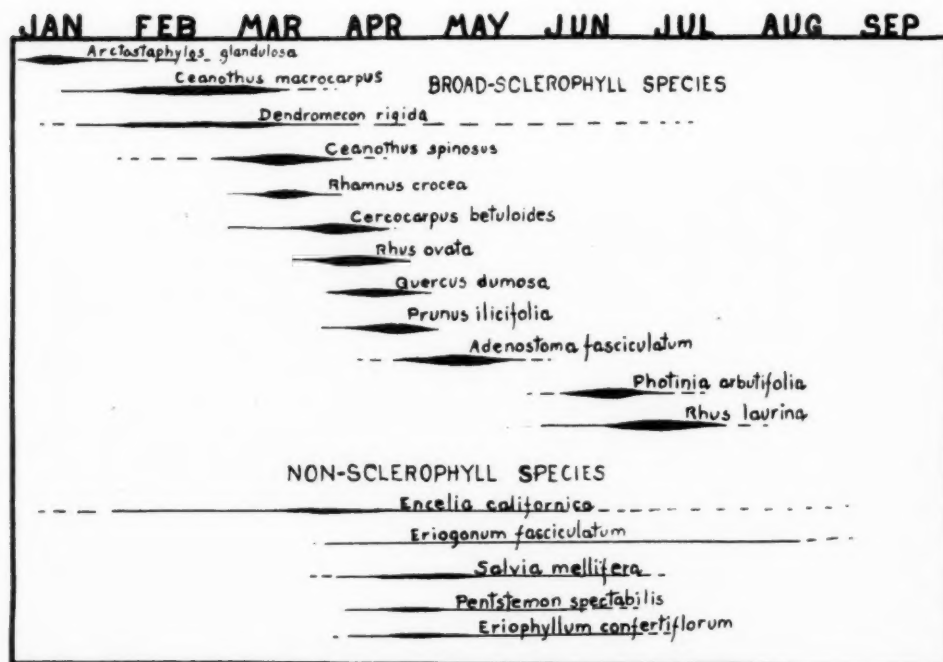 JAN FEB MAR APR MAY JUN JUL AUG SEP
Arctostaphylos glandulosa
Ceanothus macrocarpus
BROAD-SCLEROPHYLL SPECIES
Dendromecon rigida
Ceanothus spinosus
Rhamnus crocea
Cercocarpus betuloides
Rhus ovata
Quercus dumosa
Prunus ilicifolia
Adenostoma fasciculatum
Photinia arbutifolia
Rhus laurina
NON-SCLEROPHYLL SPECIES
Encelia californica
Eriogonum fasciculatum
Salvia mellifera
Pentstemon spectabilis
Eriophyllum confertiflorum